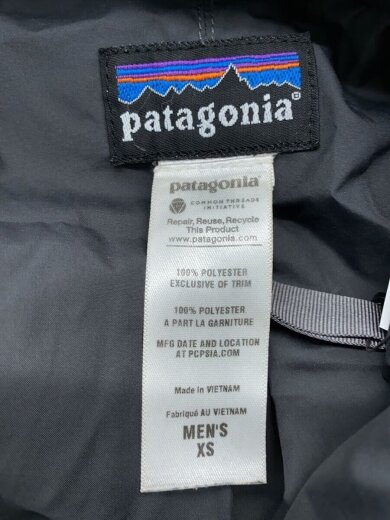 patagonia®
patagonia®
COMMON THREADS
INITIATIVE
Repair, Reuse, Recycle
This Product
www.patagonia.com
100% POLYESTER
EXCLUSIVE OF TRIM
100% POLYESTER
A PART LA GARNITURE
MFG DATE AND LOCATION
AT PCPSIA.COM
Made in VIETNAM
Fabriqué AU VIETNAM
MEN'S
XS